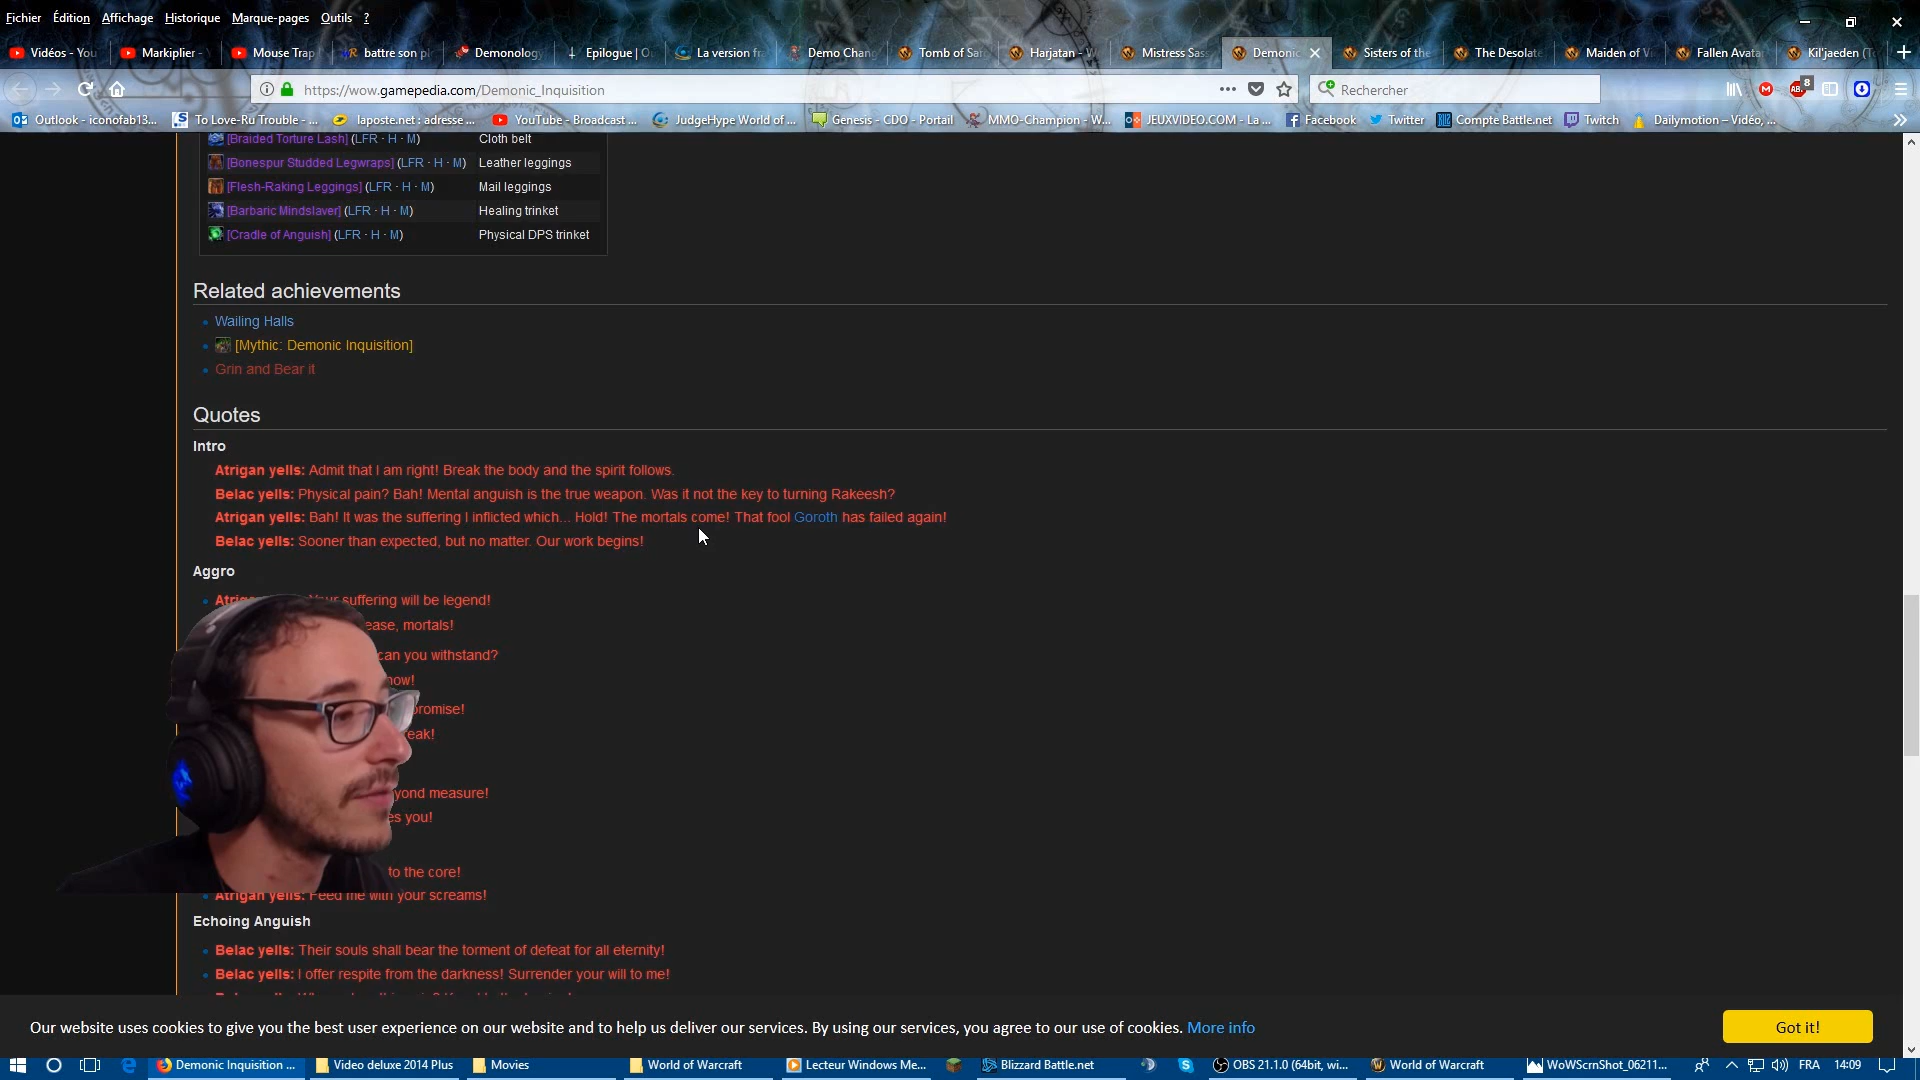 Fichier Édition Affichage Historique Marque-pages Outils ?
Vidéos - You Markiplier - Mouse Trap battre son pl Demonology Epilogue | O La version fr Demo Chan Tomb of Sar Harjatan - Mistress Sass Demonic Sisters of the The Desolate Maiden of V Fallen Avata Kil'jaeden (T
https://wow.gamepedia.com/Demonic_Inquisition Rechercher 8
Outlook - iconofab13... To Love-Ru Trouble - ... laposte.net : adresse ... YouTube - Broadcast ... JudgeHype World of ... Genesis - CDO - Portail MMO-Champion - W... JEUXVIDEO.COM - La ... Facebook Twitter Compte Battle.net Twitch Dailymotion – Vidéo, ...
[Braided Torture Lash] (LFR · H · M) Cloth belt
[Bonespur Studded Legwraps] (LFR · H · M) Leather leggings
[Flesh-Raking Leggings] (LFR · H · M) Mail leggings
[Barbaric Mindslaver] (LFR · H · M) Healing trinket
[Cradle of Anguish] (LFR · H · M) Physical DPS trinket
Related achievements
Wailing Halls
[Mythic: Demonic Inquisition]
Grin and Bear it
Quotes
Intro
Atrigan yells: Admit that I am right! Break the body and the spirit follows.
Belac yells: Physical pain? Bah! Mental anguish is the true weapon. Was it not the key to turning Rakeesh?
Atrigan yells: Bah! It was the suffering I inflicted which... Hold! The mortals come! That fool Goroth has failed again!
Belac yells: Sooner than expected, but no matter. Our work begins!
Aggro
suffering will be legend!
ease, mortals!
can you withstand?
now!
promise!
eak!
yond measure!
es you!
to the core!
Atrigan yells: Feed me with your screams!
Echoing Anguish
Belac yells: Their souls shall bear the torment of defeat for all eternity!
Belac yells: I offer respite from the darkness! Surrender your will to me!
Our website uses cookies to give you the best user experience on our website and to help us deliver our services. By using our services, you agree to our use of cookies. More info Got it!
Demonic Inquisition ... Video deluxe 2014 Plus Movies World of Warcraft Lecteur Windows Me... Blizzard Battle.net OBS 21.1.0 (64bit, wi... World of Warcraft WoWScrnShot_06211... FRA 14:09